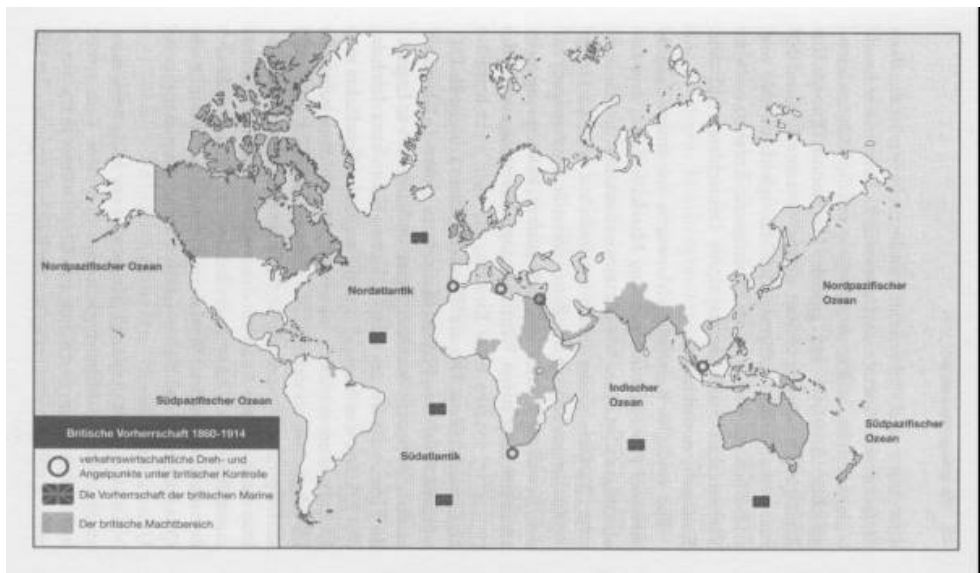 Nordpazifischer Ozean
Nordatlantik
Nordpazifischer
Ozean
Südpazifischer Ozean
Indischer
Ozean
Südatlantik
Südpazifischer
Ozean
Britische Vorherrschaft 1860-1914
verkehrswirtschaftliche Dreh- und
Angelpunkte unter britischer Kontrolle
Die Vorherrschaft der britischen Marine
Der britische Machtbereich